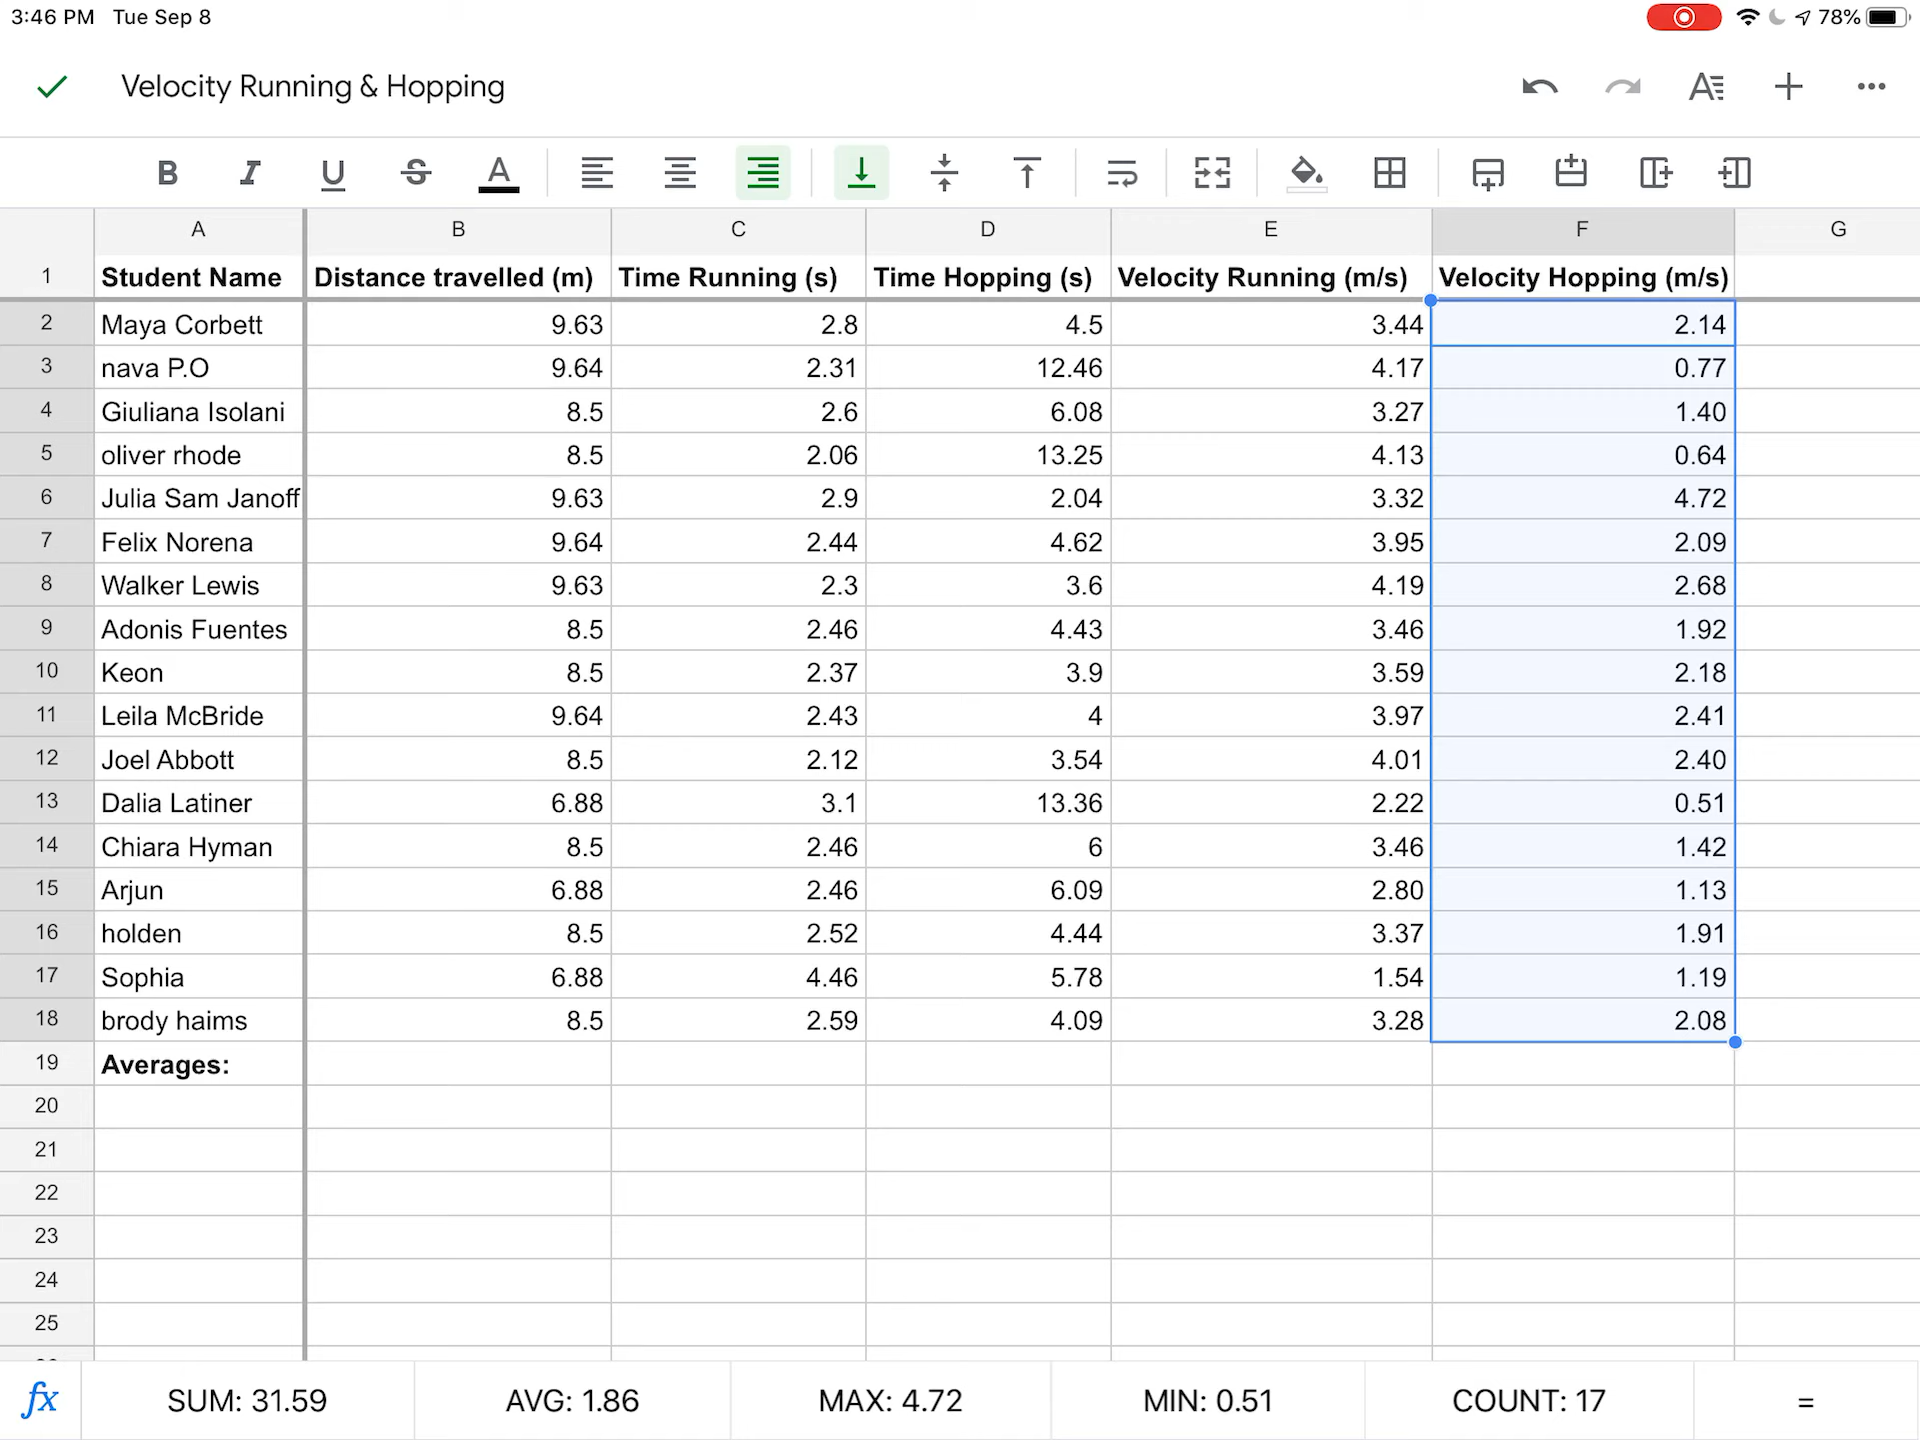 3:46 PM Tue Sep 8 78%
Velocity Running & Hopping
B I U S A
A B C D E F G
1 Student Name Distance travelled (m) Time Running (s) Time Hopping (s) Velocity Running (m/s) Velocity Hopping (m/s)
2 Maya Corbett 9.63 2.8 4.5 3.44 2.14
3 nava P.O 9.64 2.31 12.46 4.17 0.77
4 Giuliana Isolani 8.5 2.6 6.08 3.27 1.40
5 oliver rhode 8.5 2.06 13.25 4.13 0.64
6 Julia Sam Janoff 9.63 2.9 2.04 3.32 4.72
7 Felix Norena 9.64 2.44 4.62 3.95 2.09
8 Walker Lewis 9.63 2.3 3.6 4.19 2.68
9 Adonis Fuentes 8.5 2.46 4.43 3.46 1.92
10 Keon 8.5 2.37 3.9 3.59 2.18
11 Leila McBride 9.64 2.43 4 3.97 2.41
12 Joel Abbott 8.5 2.12 3.54 4.01 2.40
13 Dalia Latiner 6.88 3.1 13.36 2.22 0.51
14 Chiara Hyman 8.5 2.46 6 3.46 1.42
15 Arjun 6.88 2.46 6.09 2.80 1.13
16 holden 8.5 2.52 4.44 3.37 1.91
17 Sophia 6.88 4.46 5.78 1.54 1.19
18 brody haims 8.5 2.59 4.09 3.28 2.08
19 Averages:
20
21
22
23
24
25
fx SUM: 31.59 AVG: 1.86 MAX: 4.72 MIN: 0.51 COUNT: 17 =